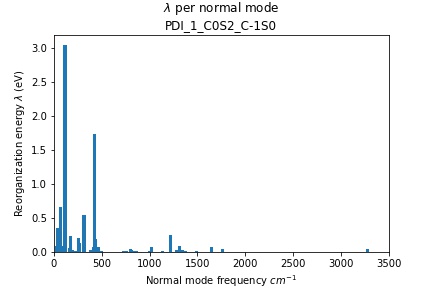 λ per normal mode
PDI_1_C0S2_C-1S0
Reorganization energy λ (eV)
3.0
2.5
2.0
1.5
1.0
0.5
0.0
0 500 1000 1500 2000 2500 3000 3500
Normal mode frequency cm⁻¹